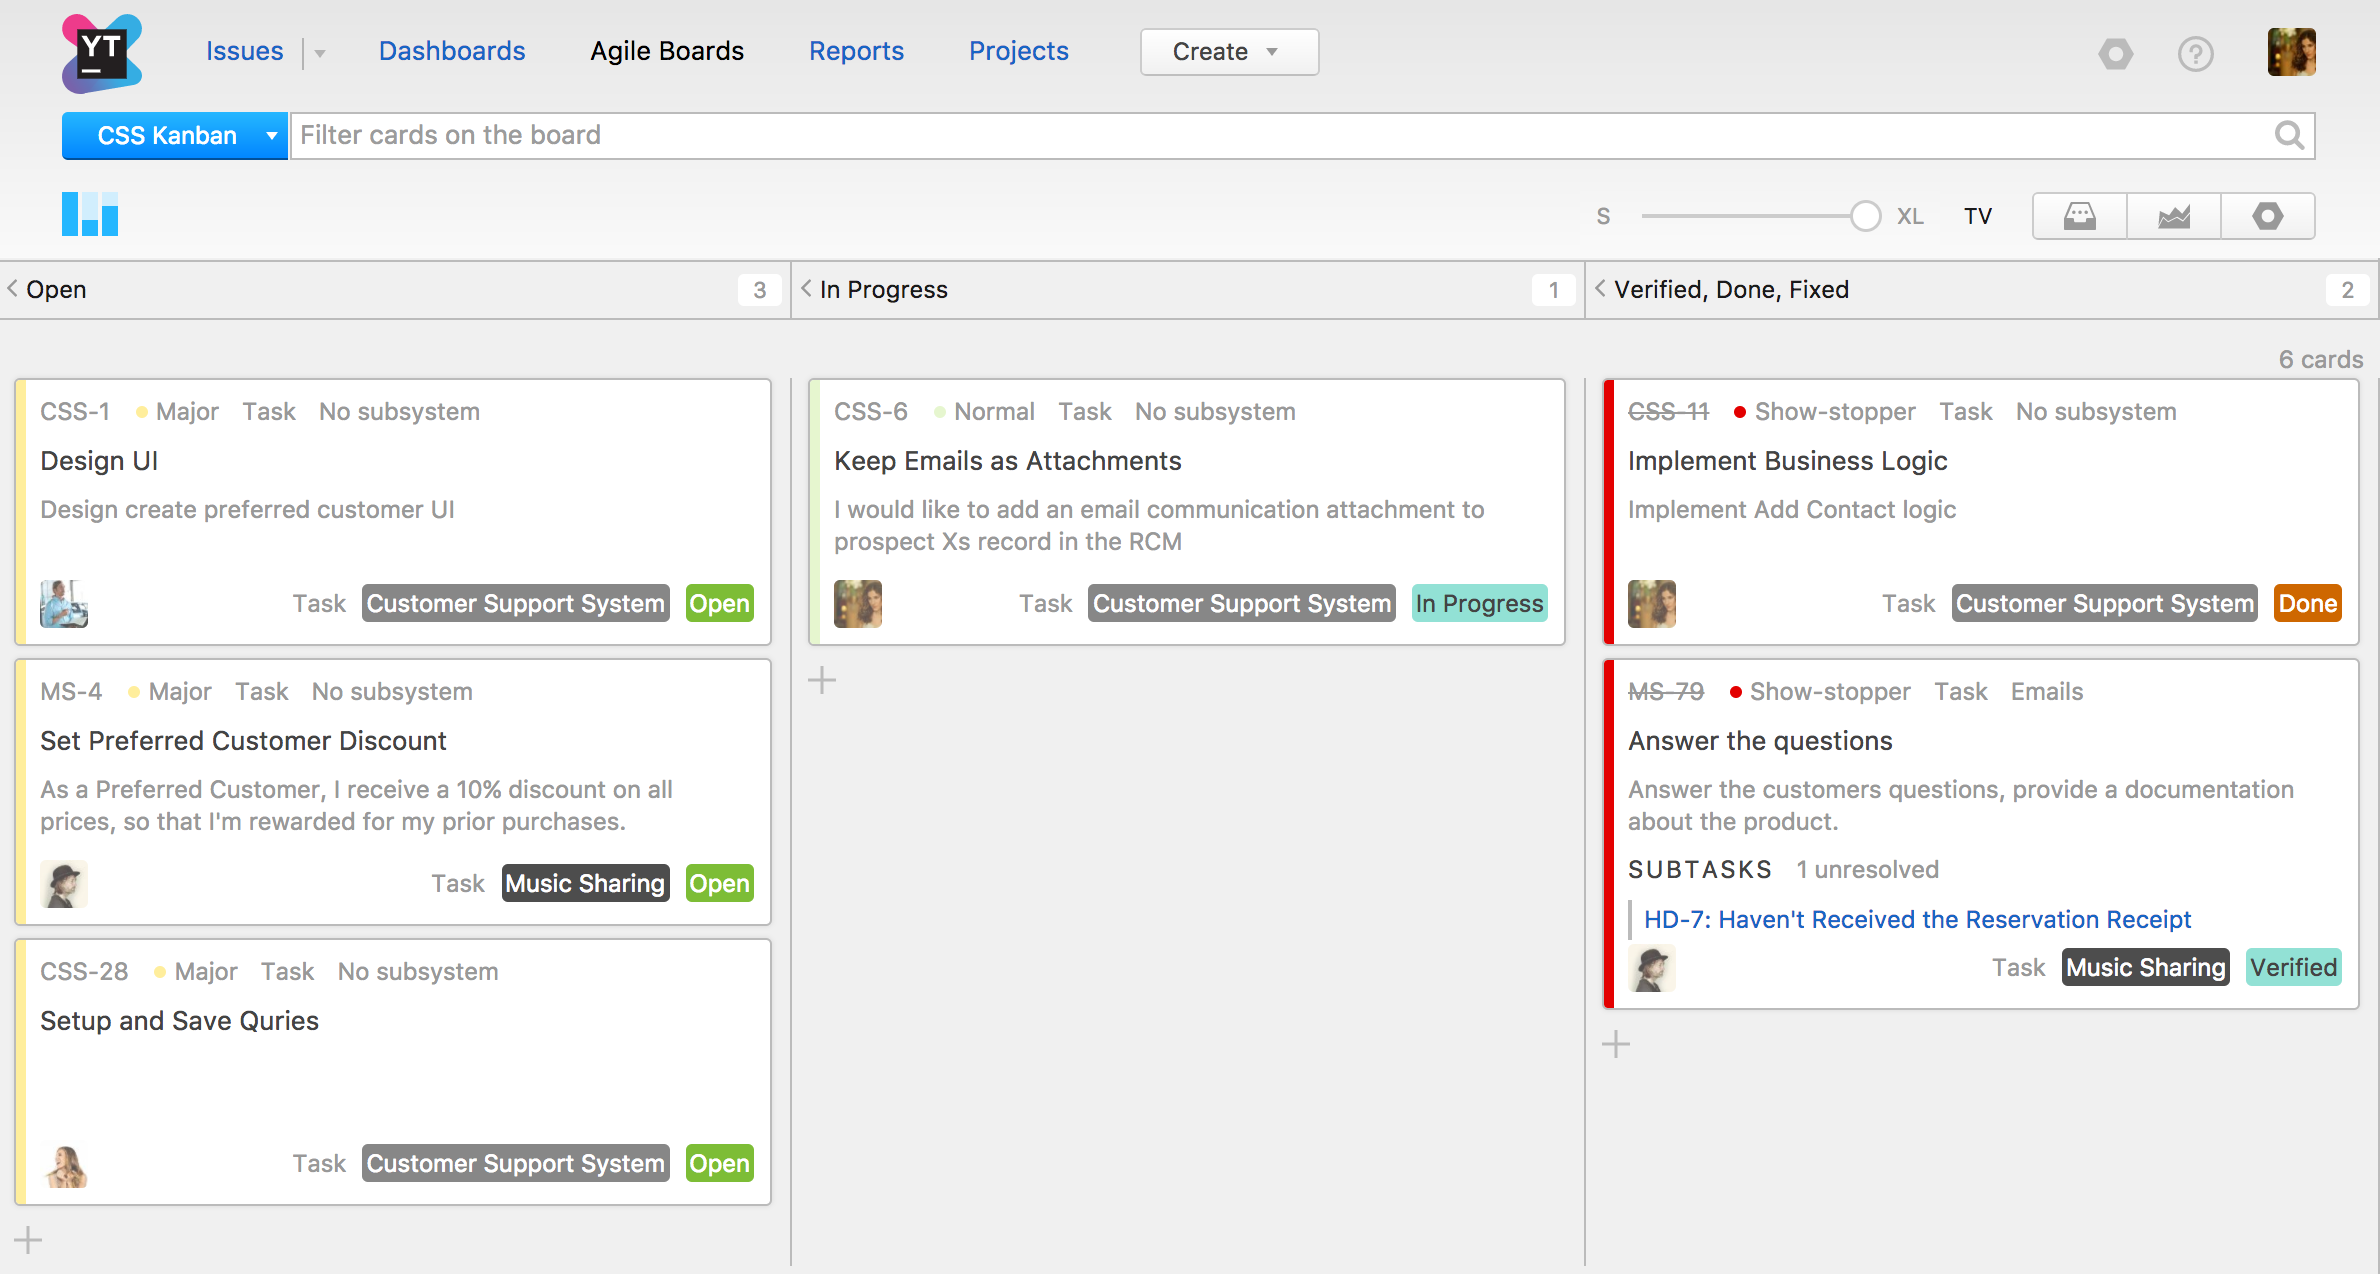 YT
Issues
Dashboards
Agile Boards
Reports
Projects
Create
CSS Kanban
Filter cards on the board
S
XL
TV
Open
3
In Progress
1
Verified, Done, Fixed
2
6 cards
CSS-1 Major Task No subsystem
Design UI
Design create preferred customer UI
Task Customer Support System Open
MS-4 Major Task No subsystem
Set Preferred Customer Discount
As a Preferred Customer, I receive a 10% discount on all
prices, so that I'm rewarded for my prior purchases.
Task Music Sharing Open
CSS-28 Major Task No subsystem
Setup and Save Quries
Task Customer Support System Open
CSS-6 Normal Task No subsystem
Keep Emails as Attachments
I would like to add an email communication attachment to
prospect Xs record in the RCM
Task Customer Support System In Progress
CSS-11 Show-stopper Task No subsystem
Implement Business Logic
Implement Add Contact logic
Task Customer Support System Done
MS-79 Show-stopper Task Emails
Answer the questions
Answer the customers questions, provide a documentation
about the product.
SUBTASKS 1 unresolved
HD-7: Haven't Received the Reservation Receipt
Task Music Sharing Verified